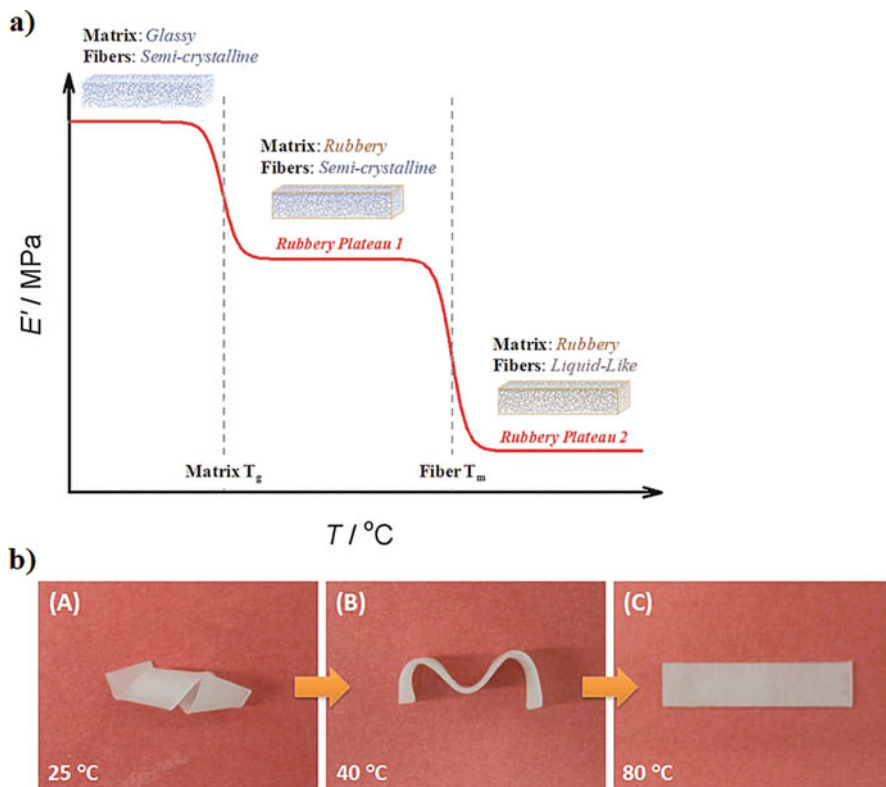 a)
Matrix: Glassy
Fibers: Semi-crystalline
Matrix: Rubbery
Fibers: Semi-crystalline
Rubbery Plateau 1
E' / MPa
Matrix: Rubbery
Fibers: Liquid-Like
Rubbery Plateau 2
Matrix Tg
Fiber Tm
T / °C
b)
(A)
(B)
(C)
25 °C
40 °C
80 °C